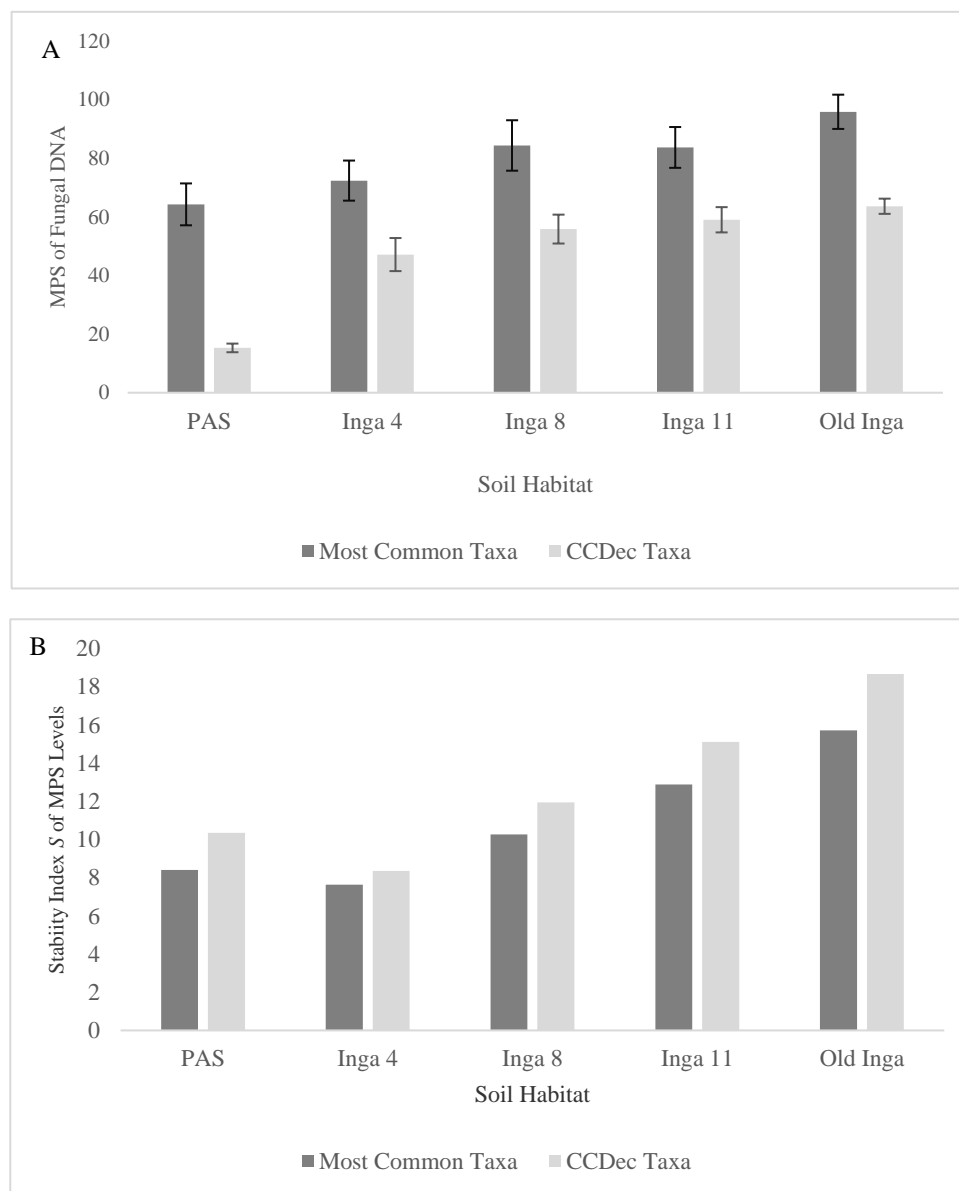 A
120
100
80
60
40
20
0
MPS of Fungal DNA
PAS Inga 4 Inga 8 Inga 11 Old Inga
Soil Habitat
Most Common Taxa CCDec Taxa
B
20
18
16
14
12
10
8
6
4
2
0
Stabiity Index S of MPS Levels
PAS Inga 4 Inga 8 Inga 11 Old Inga
Soil Habitat
Most Common Taxa CCDec Taxa